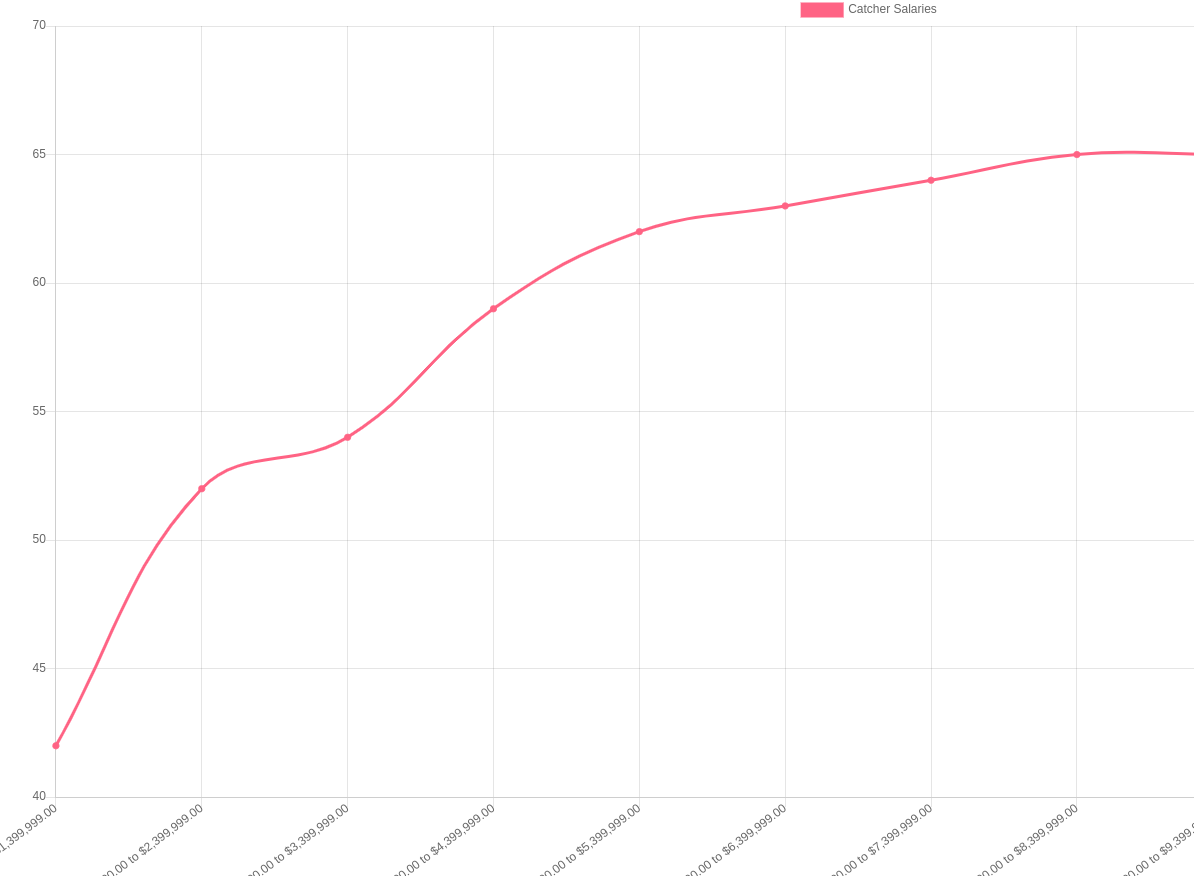 Catcher Salaries
70
65
60
55
50
45
40
1,399,999.00
00.00 to $2,399,999.00
00.00 to $3,399,999.00
00.00 to $4,399,999.00
00.00 to $5,399,999.00
00.00 to $6,399,999.00
00.00 to $7,399,999.00
00.00 to $8,399,999.00
00.00 to $9,399,9